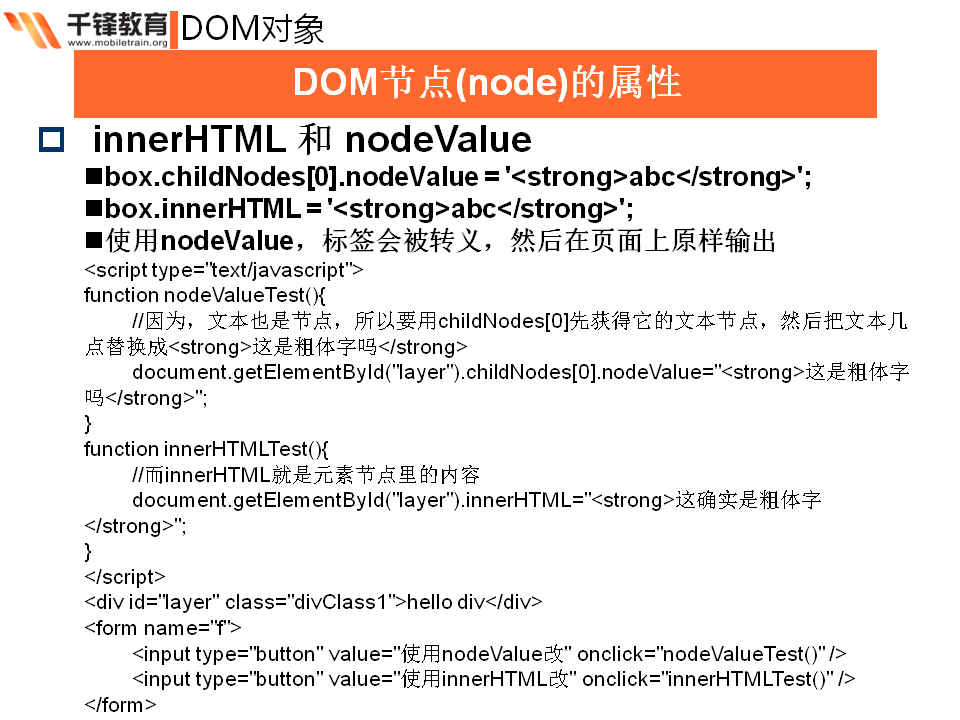 千锋教育
www.mobiletrain.org
DOM对象
DOM节点(node)的属性
innerHTML 和 nodeValue
box.childNodes[0].nodeValue = '<strong>abc</strong>';
box.innerHTML = '<strong>abc</strong>';
使用nodeValue，标签会被转义，然后在页面上原样输出
<script type="text/javascript">
function nodeValueTest(){
//因为，文本也是节点，所以要用childNodes[0]先获得它的文本节点，然后把文本几
点替换成<strong>这是粗体字吗</strong>
document.getElementById("layer").childNodes[0].nodeValue="<strong>这是粗体字
吗</strong>";
}
function innerHTMLTest(){
//而innerHTML就是元素节点里的内容
document.getElementById("layer").innerHTML="<strong>这确实是粗体字
</strong>";
}
</script>
<div id="layer" class="divClass1">hello div</div>
<form name="f">
<input type="button" value="使用nodeValue改" onclick="nodeValueTest()" />
<input type="button" value="使用innerHTML改" onclick="innerHTMLTest()" />
</form>